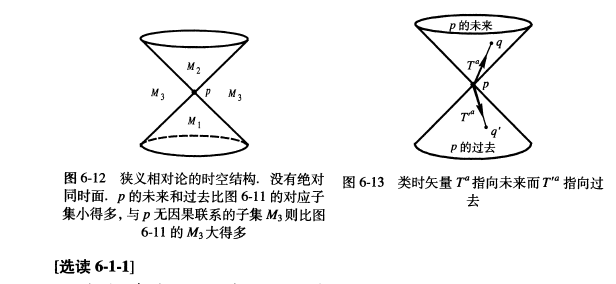 M₂
M₃
p
M₃
M₁
图 6-12 狭义相对论的时空结构. 没有绝对
同时面. p 的未来和过去比图 6-11 的对应子
集小得多, 与 p 无因果联系的子集 M₃ 则比图
6-11 的 M₃ 大得多
p 的未来
q
Tᵃ
p
T′ᵃ
q′
p 的过去
图 6-13 类时矢量 Tᵃ 指向未来而 T′ᵃ 指向过
去
[选读 6-1-1]